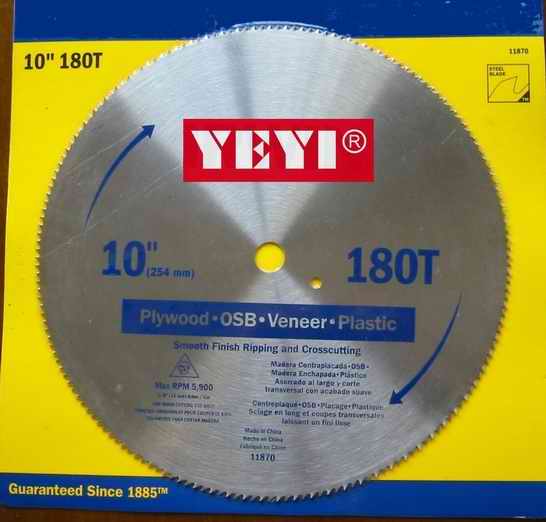 10" 180T
11870
STEEL
BLADE
TM
YEYI®
10"
(254 mm)
180T
Plywood•OSB•Veneer•Plastic
Smooth Finish Ripping and Crosscutting
Max RPM 5,900
Madera Contraplacada•OSB•
Madera Enchapada•Plástico
Aserrado al largo y corte
transversal con acabado suave
Contreplaqué•OSB•Placage•Plastique
Sciage en long et coupes transversales
laissant un fini lisse
Made in China
Hecho en China
Fabriqué en Chine
11870
Guaranteed Since 1885™